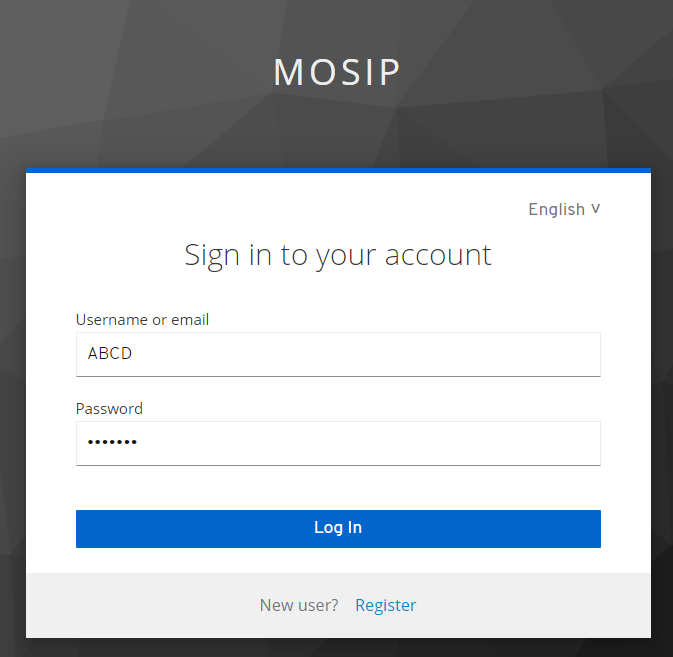 MOSIP
English
Sign in to your account
Username or email
ABCD
Password
•••••••
Log In
New user? Register